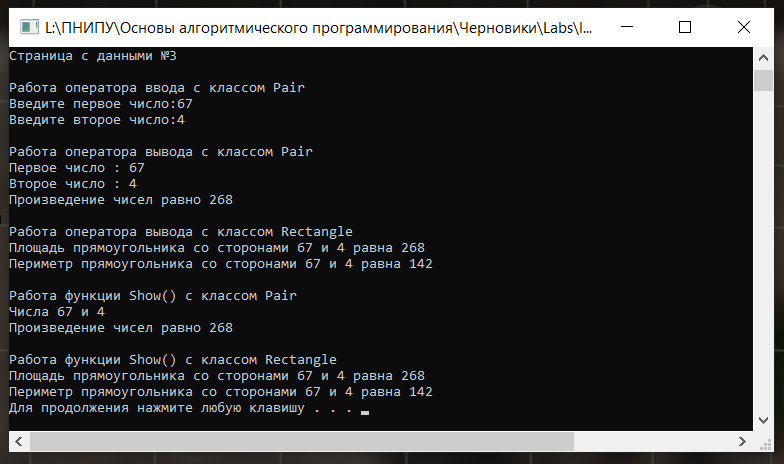 L:\ПНИПУ\Основы алгоритмического программирования\Черновики\Labs\l...
Страница с данными №3
Работа оператора ввода с классом Pair
Введите первое число:67
Введите второе число:4
Работа оператора вывода с классом Pair
Первое число : 67
Второе число : 4
Произведение чисел равно 268
Работа оператора вывода с классом Rectangle
Площадь прямоугольника со сторонами 67 и 4 равна 268
Периметр прямоугольника со сторонами 67 и 4 равна 142
Работа функции Show() с классом Pair
Числа 67 и 4
Произведение чисел равно 268
Работа функции Show() с классом Rectangle
Площадь прямоугольника со сторонами 67 и 4 равна 268
Периметр прямоугольника со сторонами 67 и 4 равна 142
Для продолжения нажмите любую клавишу . . .